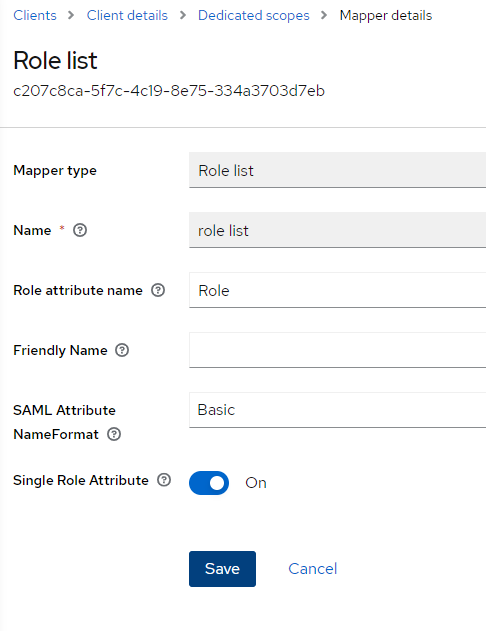 Clients > Client details > Dedicated scopes > Mapper details
Role list
c207c8ca-5f7c-4c19-8e75-334a3703d7eb
Mapper type Role list
Name * role list
Role attribute name Role
Friendly Name
SAML Attribute NameFormat Basic
Single Role Attribute On
Save Cancel